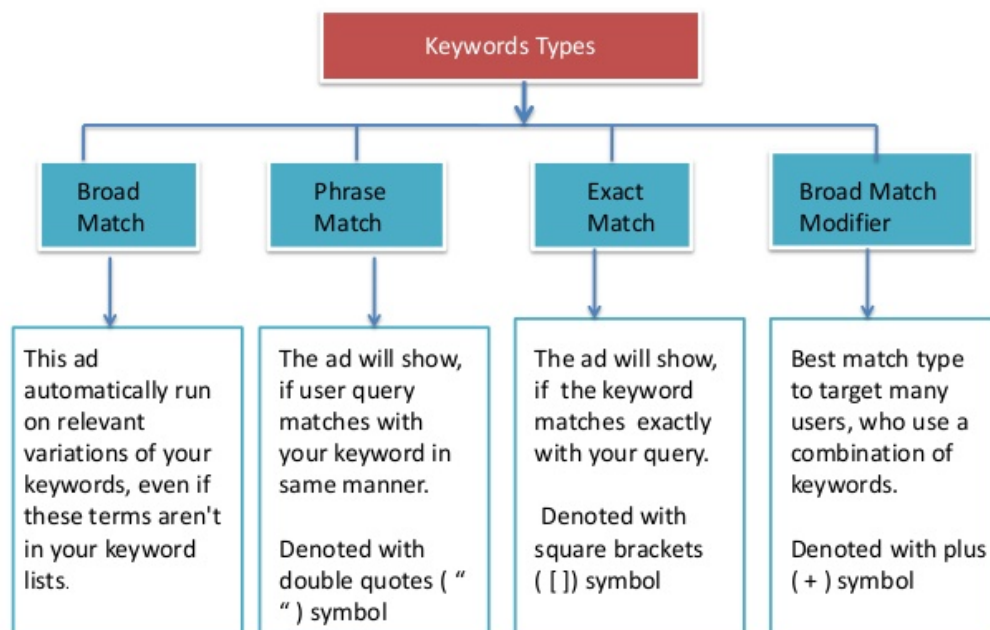 Keywords Types
Broad
Match
Phrase
Match
Exact
Match
Broad Match
Modifier
This ad
automatically run
on relevant
variations of your
keywords, even if
these terms aren't
in your keyword
lists.
The ad will show,
if user query
matches with
your keyword in
same manner.
Denoted with
double quotes ( “
“ ) symbol
The ad will show,
if  the keyword
matches  exactly
with your query.
Denoted with
square brackets
( [ ]) symbol
Best match type
to target many
users, who use a
combination of
keywords.
Denoted with plus
( + ) symbol